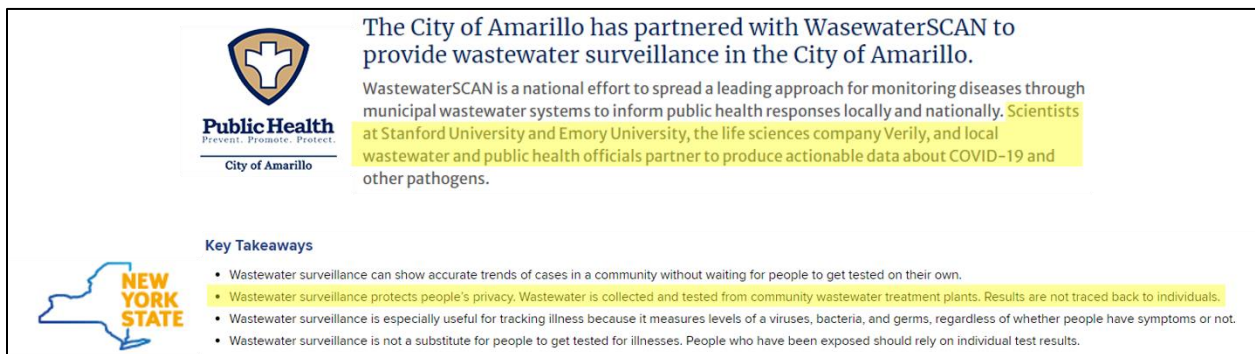 The City of Amarillo has partnered with WasewaterSCAN to
provide wastewater surveillance in the City of Amarillo.
WastewaterSCAN is a national effort to spread a leading approach for monitoring diseases through
municipal wastewater systems to inform public health responses locally and nationally. Scientists
at Stanford University and Emory University, the life sciences company Verily, and local
wastewater and public health officials partner to produce actionable data about COVID-19 and
other pathogens.
Public Health
Prevent. Promote. Protect.
City of Amarillo
Key Takeaways
• Wastewater surveillance can show accurate trends of cases in a community without waiting for people to get tested on their own.
• Wastewater surveillance protects people's privacy. Wastewater is collected and tested from community wastewater treatment plants. Results are not traced back to individuals.
• Wastewater surveillance is especially useful for tracking illness because it measures levels of a viruses, bacteria, and germs, regardless of whether people have symptoms or not.
• Wastewater surveillance is not a substitute for people to get tested for illnesses. People who have been exposed should rely on individual test results.
NEW
YORK
STATE